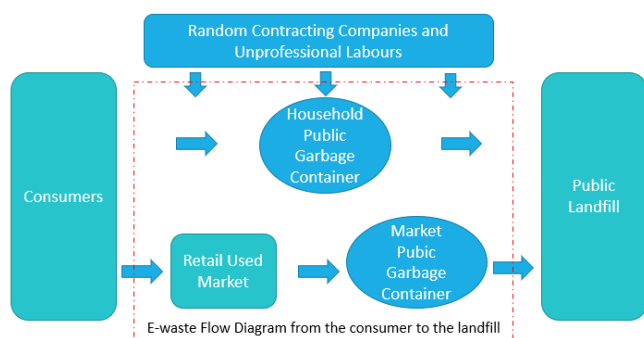 Random Contracting Companies and
Unprofessional Labours
Household
Public
Garbage
Container
Consumers
Public
Landfill
Retail Used
Market
Market
Pubic
Garbage
Container
E-waste Flow Diagram from the consumer to the landfill